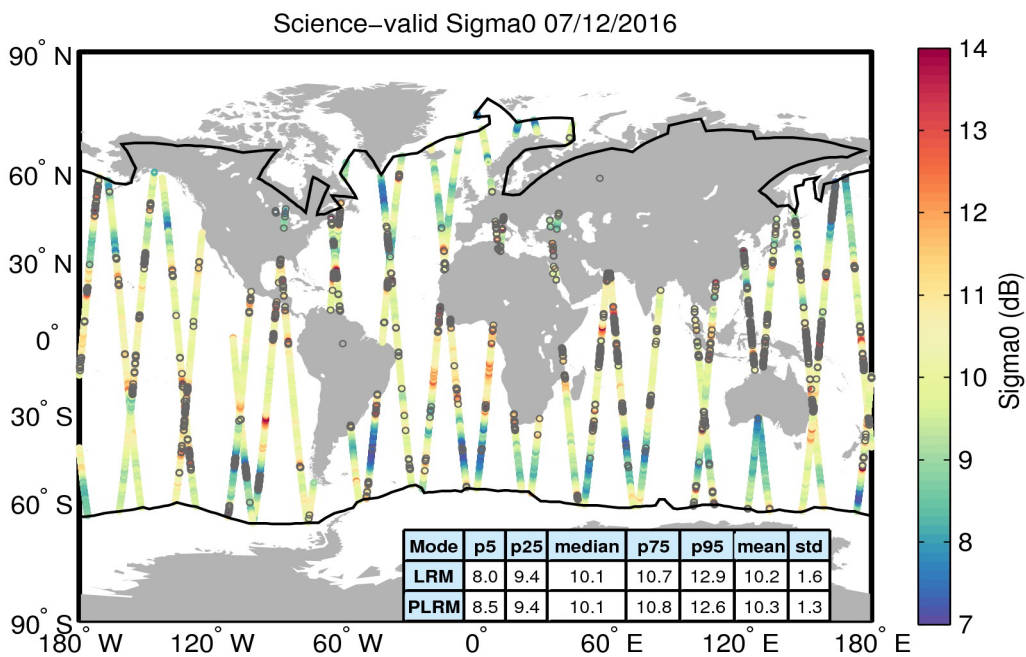 Science−valid Sigma0 07/12/2016
90° N
60° N
30° N
0°
30° S
60° S
90° S
180° W
120° W
60° W
0°
60° E
120° E
180° E
14
13
12
11
10
9
8
7
Sigma0 (dB)
Mode p5 p25 median p75 p95 mean std
LRM 8.0 9.4 10.1 10.7 12.9 10.2 1.6
PLRM 8.5 9.4 10.1 10.8 12.6 10.3 1.3